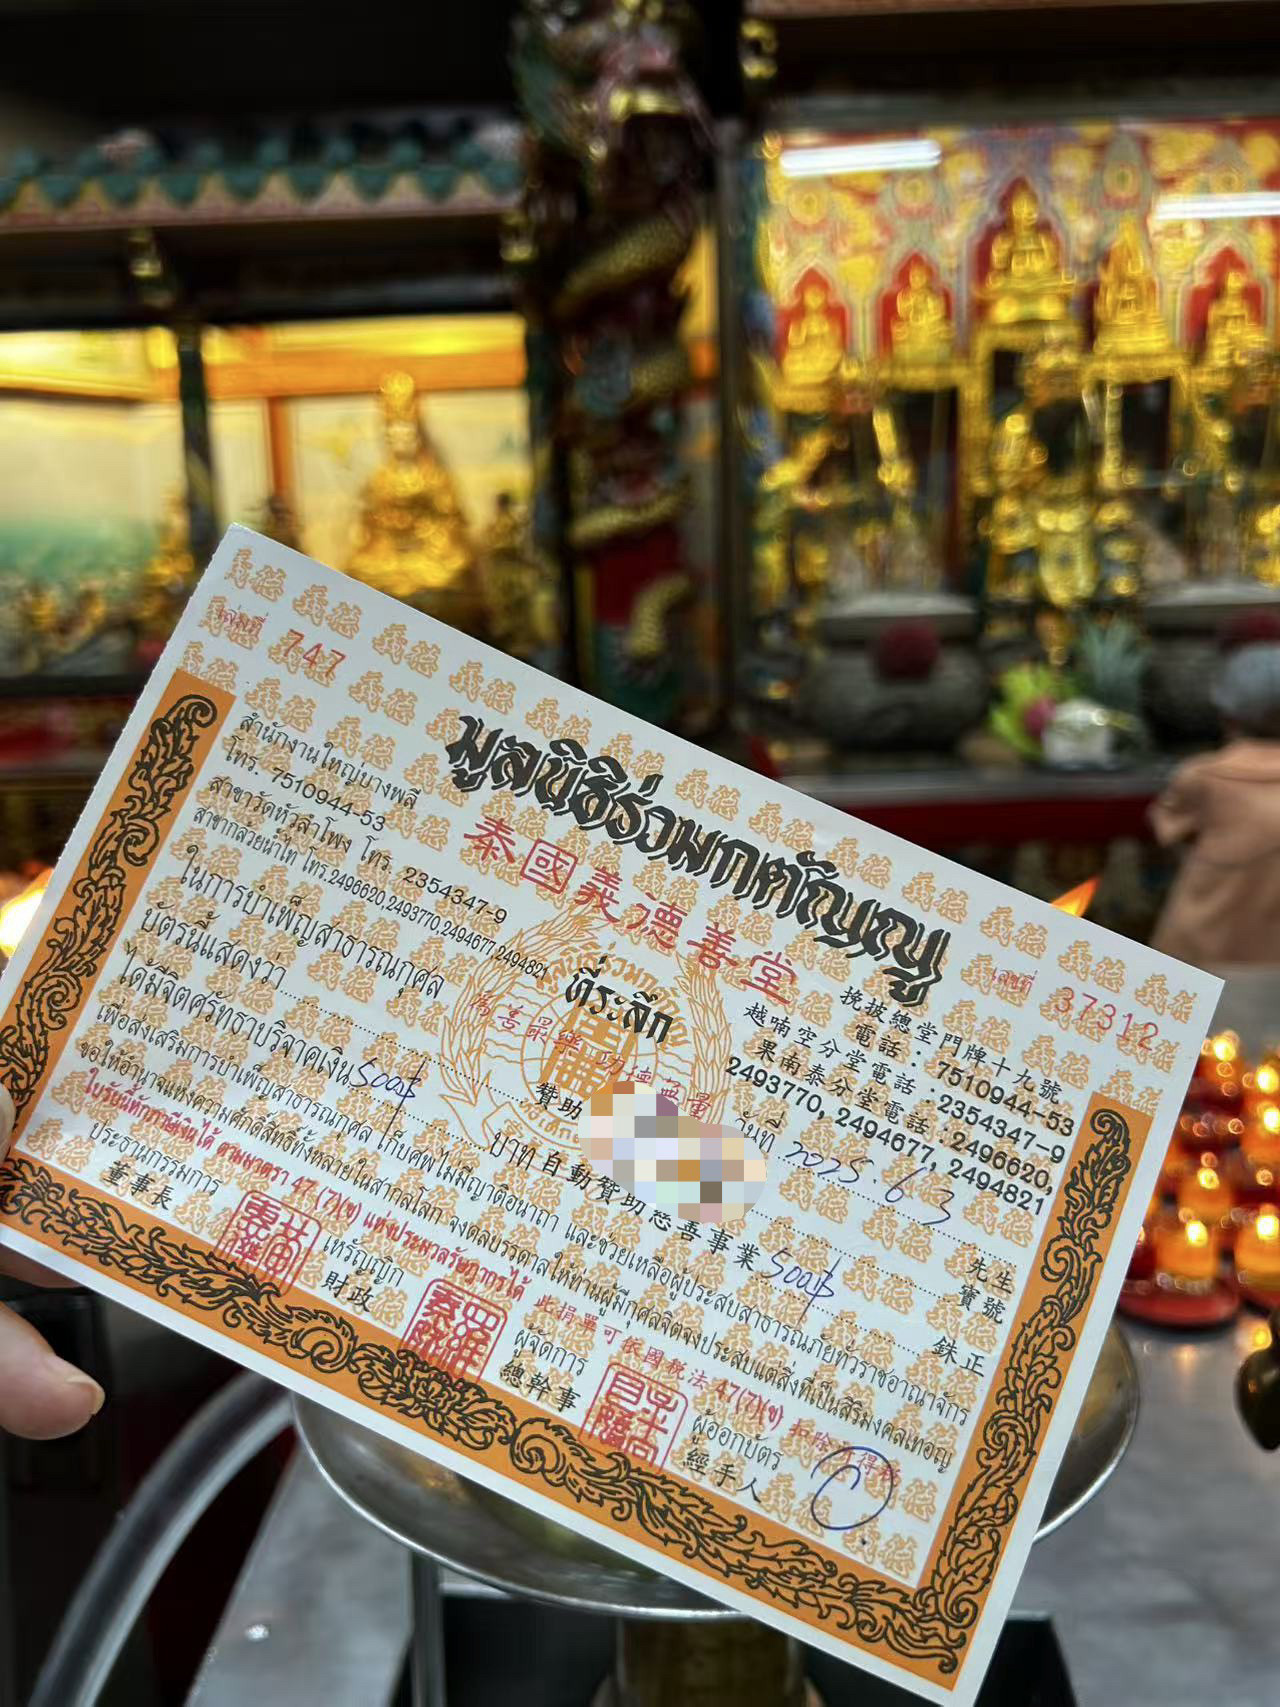 เล่มที่ 747
เลขที่ 37312
มูลนิธิร่วมกตัญญู
泰國義德善堂
สำนักงานใหญ่บางพลี
โทร. 7510944-53
สาขาวัดหัวลำโพง โทร. 2354347-9
สาขากล้วยน้ำไท โทร.2496620,2493770,2494677,2494821
ที่ระลึก
為善最樂 功德無量
挽披總堂門牌十九號
電話:7510944-53
越喃空分堂電話:2354347-9
果南泰分堂電話:2496620,
2493770, 2494677, 2494821
ในการบำเพ็ญสาธารณกุศล
วันที่ 2025.6.3
บัตรนี้แสดงว่า
贊助
先生
寶號
ได้มีจิตศรัทธาบริจาคเงิน 500฿ บาท 自動贊助慈善事業 500฿ 銖正
เพื่อส่งเสริมการบำเพ็ญสาธารณกุศล เก็บศพไม่มีญาติอนาถา และช่วยเหลือผู้ประสบสาธารณภัยทั่วราชอาณาจักร
ขอให้อำนาจแห่งความศักดิ์สิทธิ์ทั้งหลายในสากลโลก จงดลบรรดาลให้ท่านผู้มีกุศลจิตจงประสบแต่สิ่งที่เป็นสิริมงคลเทอญ
ใบรับนี้หักภาษีเงินได้ ตามมาตรา 47 (7)(ข) แห่งประมวลรัษฎากรได้ 此捐單可依國稅法 47(7)(ข) 扣除 得稅
ประธานกรรมการ
董事長
เหรัญญิก
財政
ผู้จัดการ
總幹事
ผู้ออกบัตร
經手人